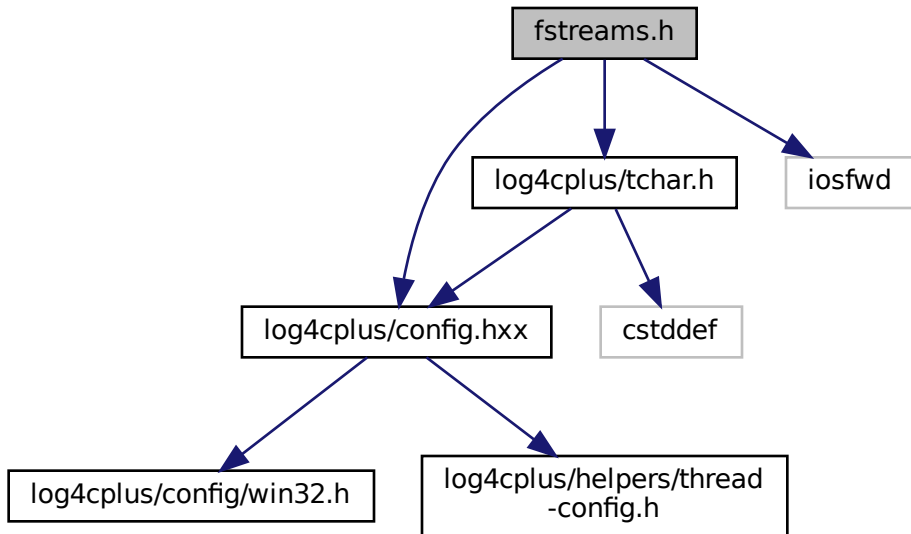 fstreams.h
log4cplus/tchar.h
iosfwd
log4cplus/config.hxx
cstddef
log4cplus/config/win32.h
log4cplus/helpers/thread
-config.h